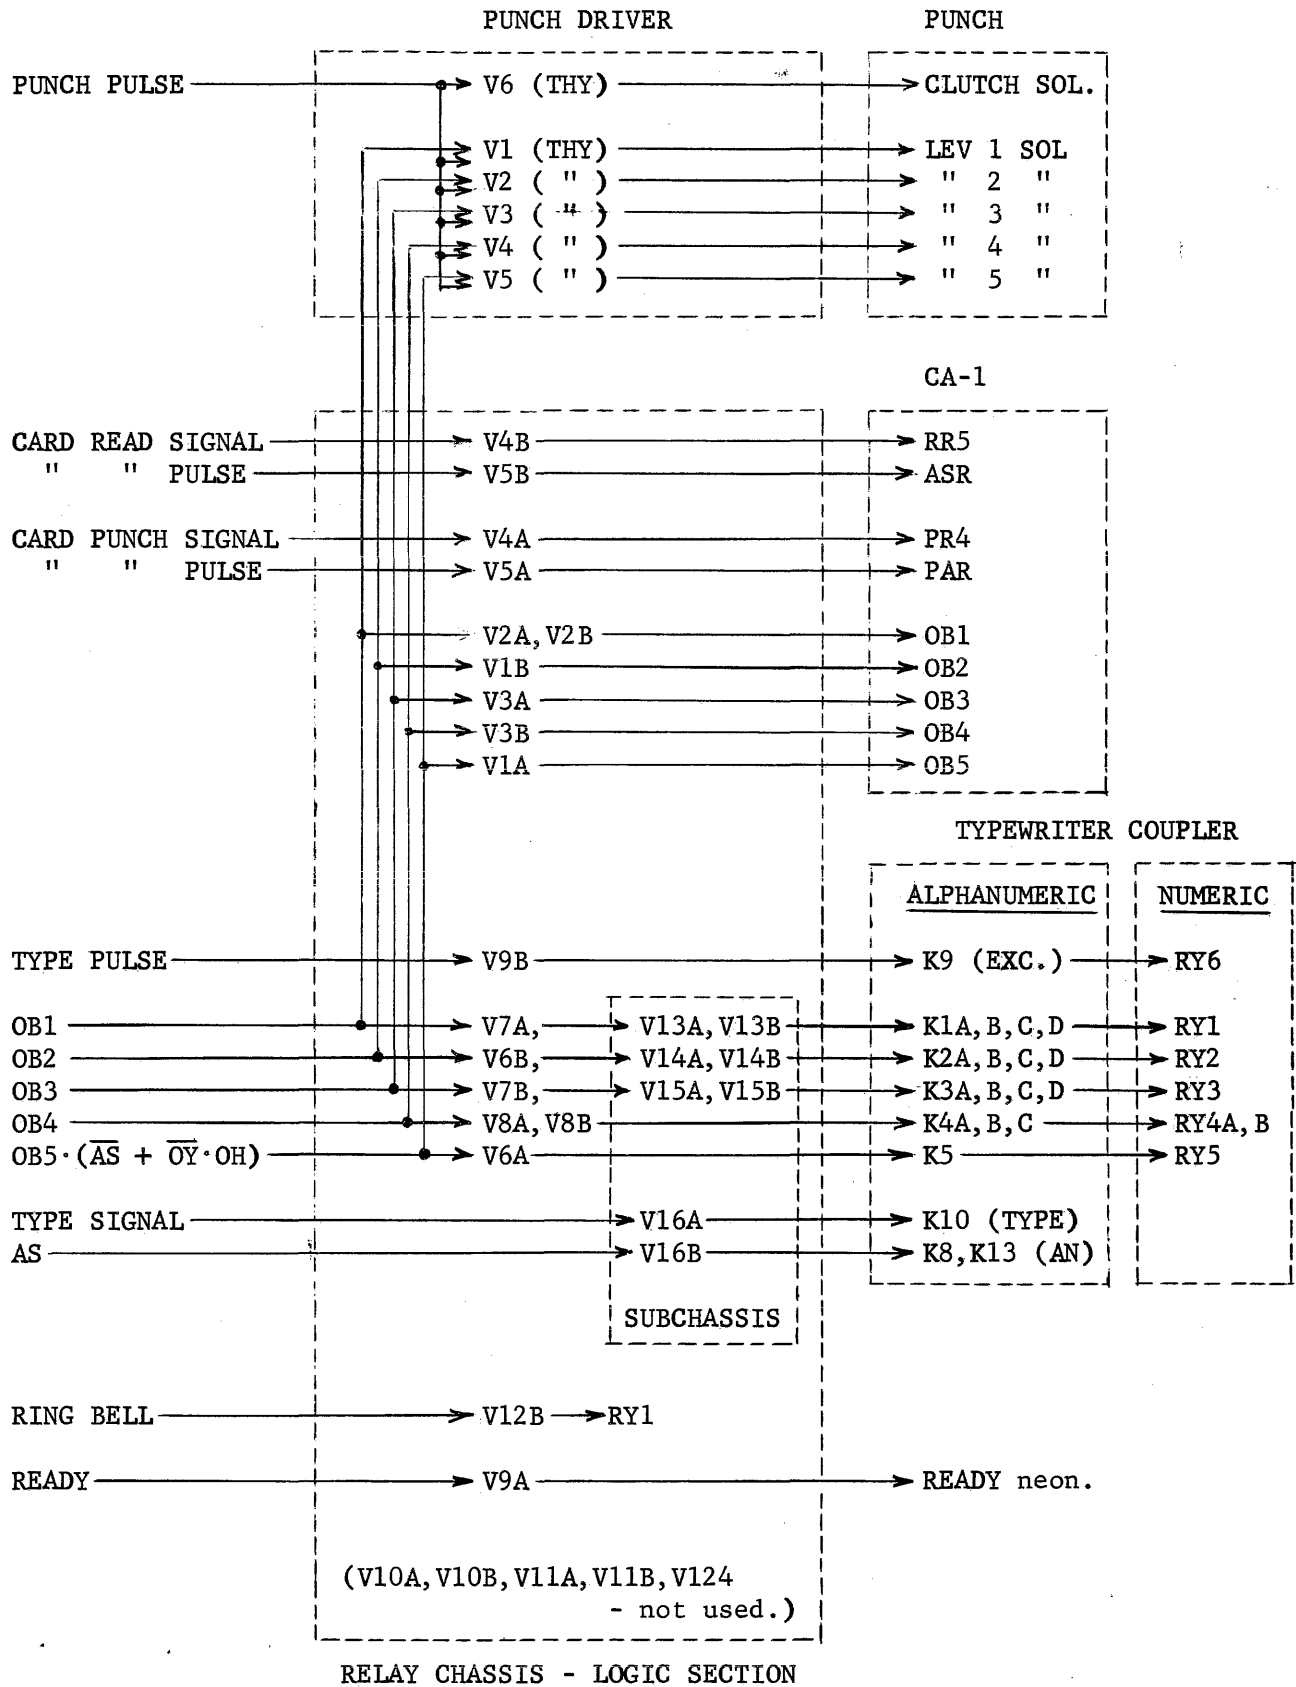 PUNCH DRIVER PUNCH
PUNCH PULSE V6 (THY) CLUTCH SOL.
V1 (THY) LEV 1 SOL
V2 ( " ) " 2 "
V3 ( " ) " 3 "
V4 ( " ) " 4 "
V5 ( " ) " 5 "
CA-1
CARD READ SIGNAL V4B RR5
" " PULSE V5B ASR
CARD PUNCH SIGNAL V4A PR4
" " PULSE V5A PAR
V2A,V2B OB1
V1B OB2
V3A OB3
V3B OB4
V1A OB5
TYPEWRITER COUPLER
ALPHANUMERIC NUMERIC
TYPE PULSE V9B K9 (EXC.) RY6
OB1 V7A, V13A,V13B K1A,B,C,D RY1
OB2 V6B, V14A,V14B K2A,B,C,D RY2
OB3 V7B, V15A,V15B K3A,B,C,D RY3
OB4 V8A,V8B K4A,B,C RY4A,B
OB5·(A̅S̅ + O̅Y̅·OH) V6A K5 RY5
TYPE SIGNAL V16A K10 (TYPE)
AS V16B K8,K13 (AN)
SUBCHASSIS
RING BELL V12B RY1
READY V9A READY neon.
(V10A,V10B,V11A,V11B,V124
- not used.)
RELAY CHASSIS - LOGIC SECTION